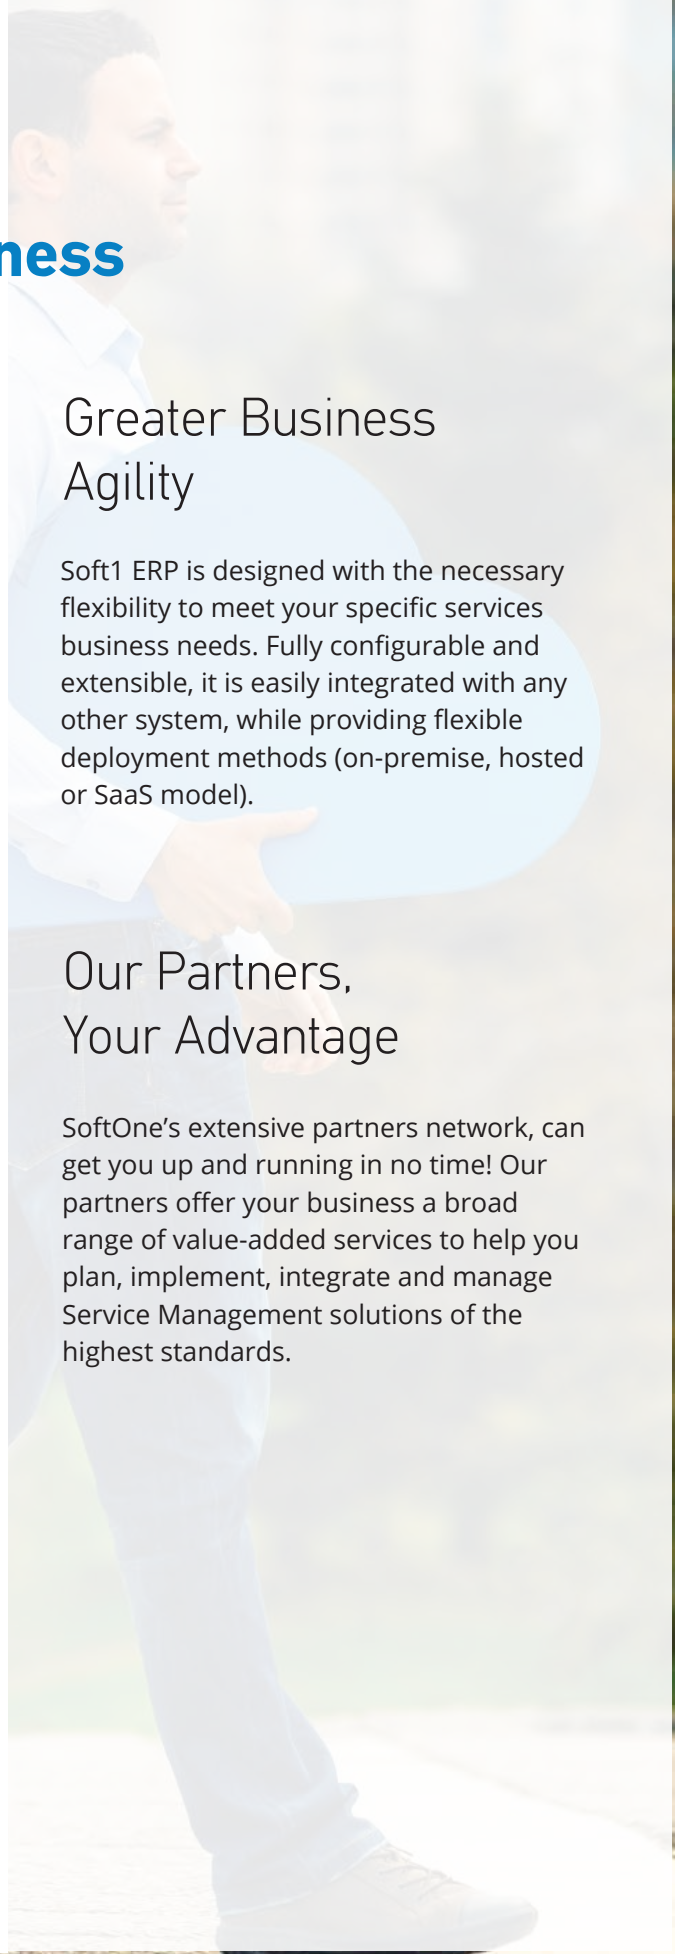 ness
Greater Business
Agility
Soft1 ERP is designed with the necessary
flexibility to meet your specific services
business needs. Fully configurable and
extensible, it is easily integrated with any
other system, while providing flexible
deployment methods (on-premise, hosted
or SaaS model).
Our Partners,
Your Advantage
SoftOne’s extensive partners network, can
get you up and running in no time! Our
partners offer your business a broad
range of value-added services to help you
plan, implement, integrate and manage
Service Management solutions of the
highest standards.